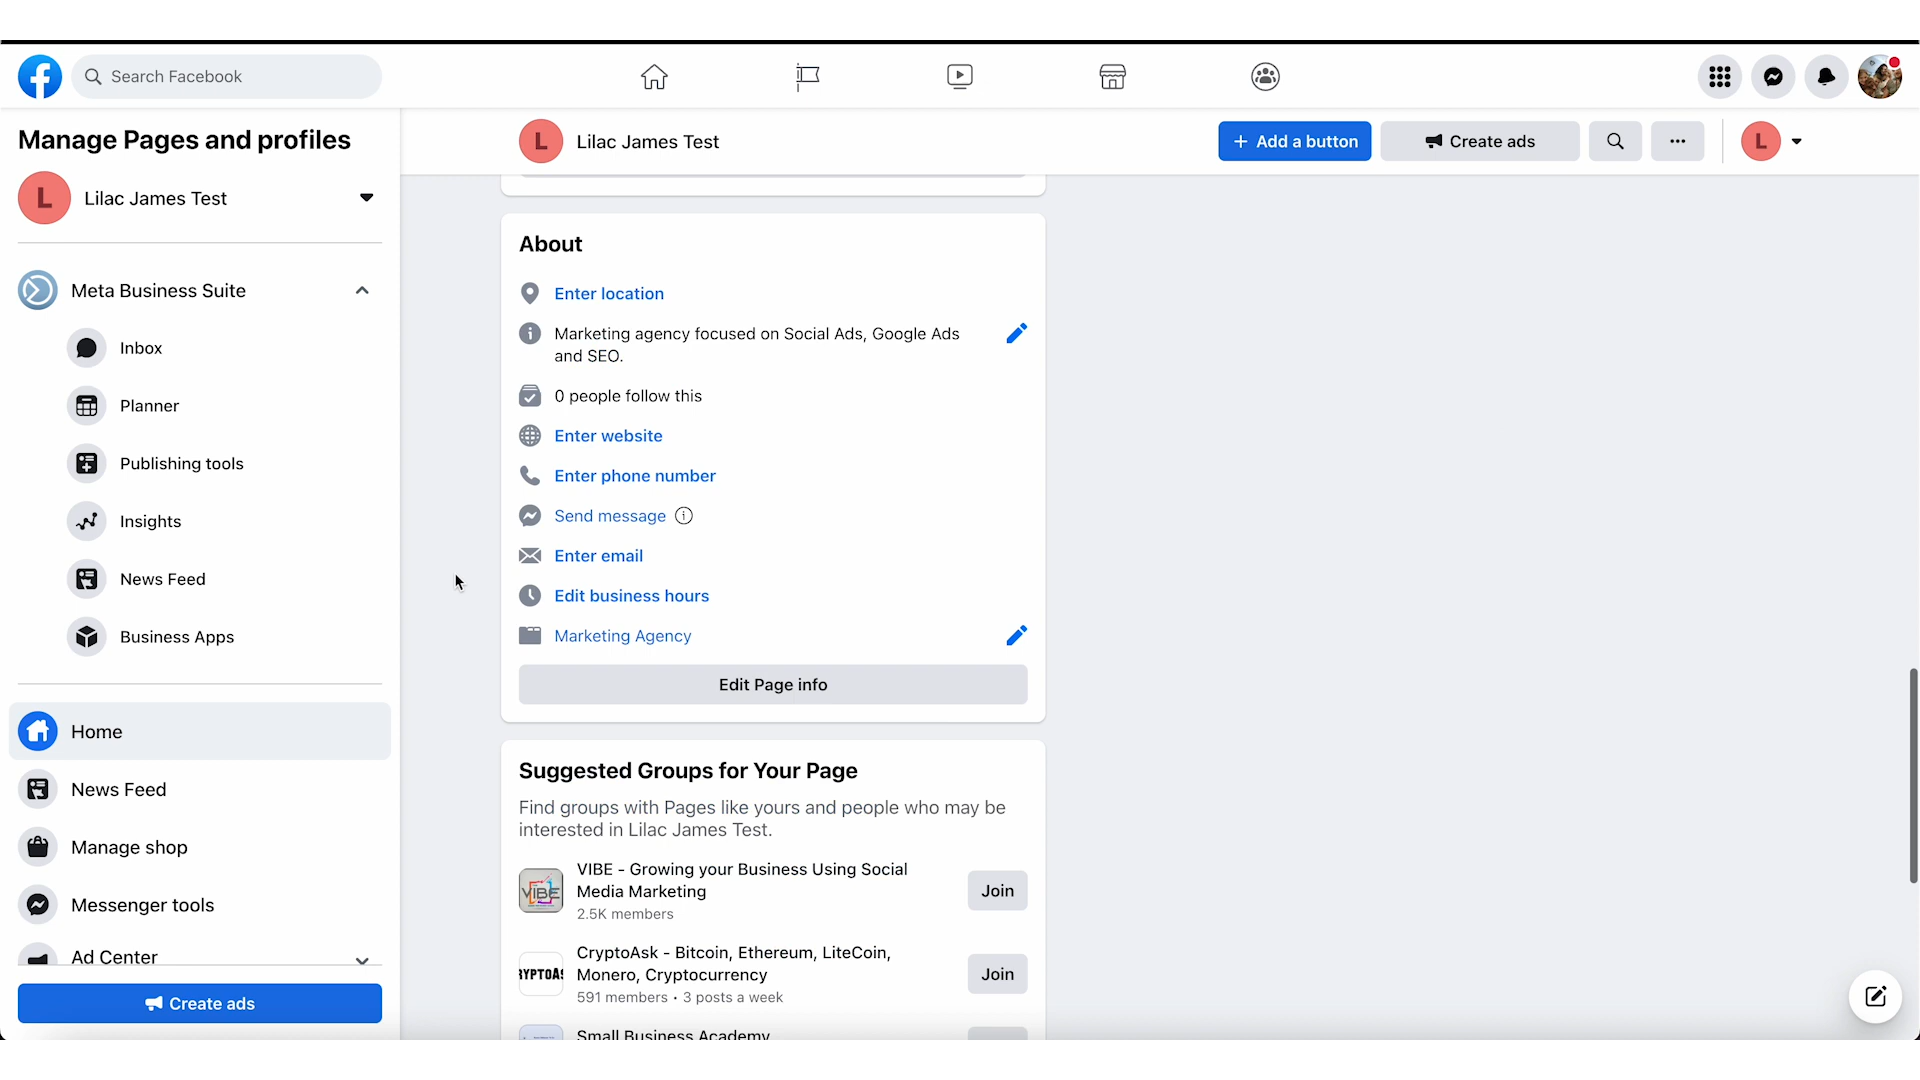 Search Facebook
Manage Pages and profiles
L
Lilac James Test
Meta Business Suite
Inbox
Planner
Publishing tools
Insights
News Feed
Business Apps
Home
News Feed
Manage shop
Messenger tools
Ad Center
Create ads
L
Lilac James Test
+ Add a button
Create ads
L
About
Enter location
Marketing agency focused on Social Ads, Google Ads
and SEO.
0 people follow this
Enter website
Enter phone number
Send message
Enter email
Edit business hours
Marketing Agency
Edit Page info
Suggested Groups for Your Page
Find groups with Pages like yours and people who may be
interested in Lilac James Test.
VIBE
VIBE - Growing your Business Using Social
Media Marketing
2.5K members
Join
CryptoAsk - Bitcoin, Ethereum, LiteCoin,
Monero, Cryptocurrency
591 members • 3 posts a week
Join
Small Business Academy